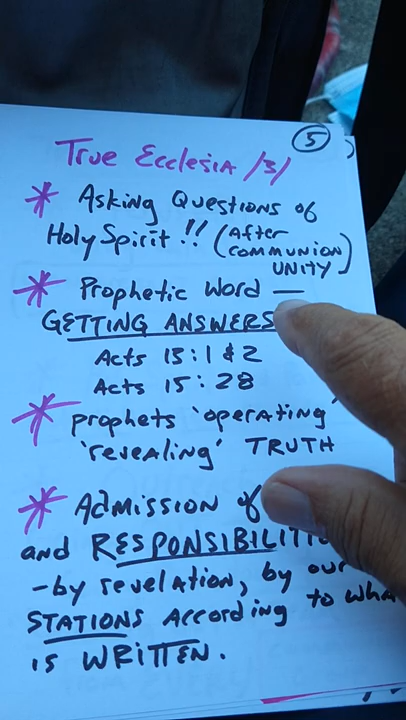 5
True Ecclesia /3/
* Asking Questions of
Holy Spirit!! (After
COMMUNION
UNITY)
* Prophetic Word —
GETTING ANSWERS
Acts 13:1 & 2
Acts 15:28
* prophets 'operating'
'revealing' TRUTH
* Admission of
and RESPONSIBILIT
-by revelation, by our
STATIONS According to wha
is WRITTEN.